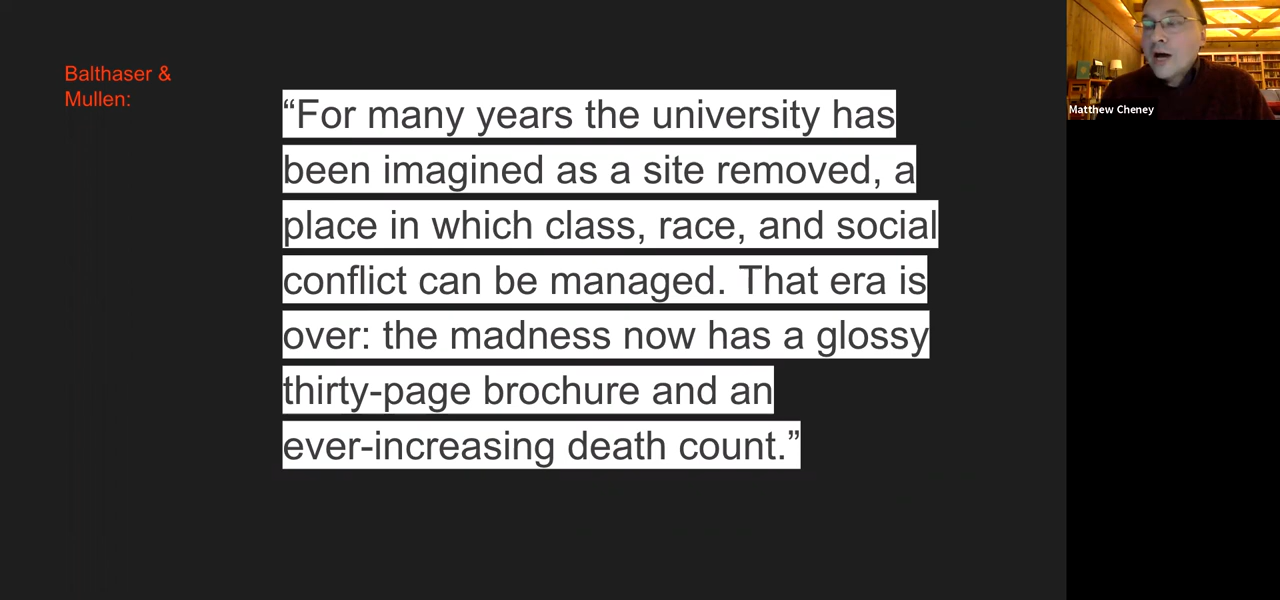 Balthaser &
Mullen:
“For many years the university has
been imagined as a site removed, a
place in which class, race, and social
conflict can be managed. That era is
over: the madness now has a glossy
thirty-page brochure and an
ever-increasing death count.”
Matthew Cheney